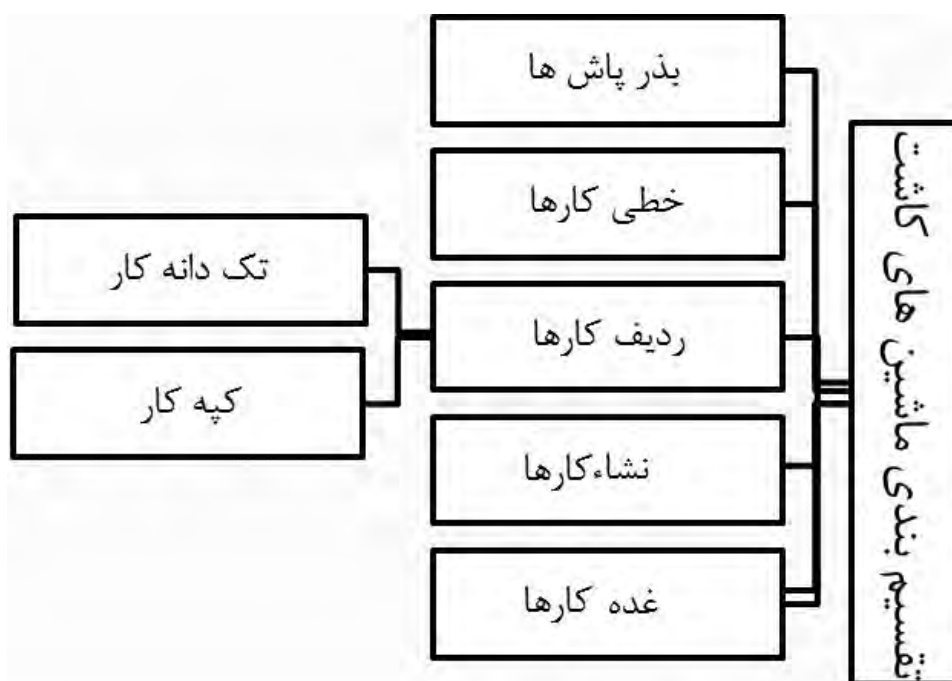 تقسیم بندی ماشین های کاشت
بذر پاش ها
خطی کارها
ردیف کارها
تک دانه کار
کپه کار
نشاءکارها
غده کارها